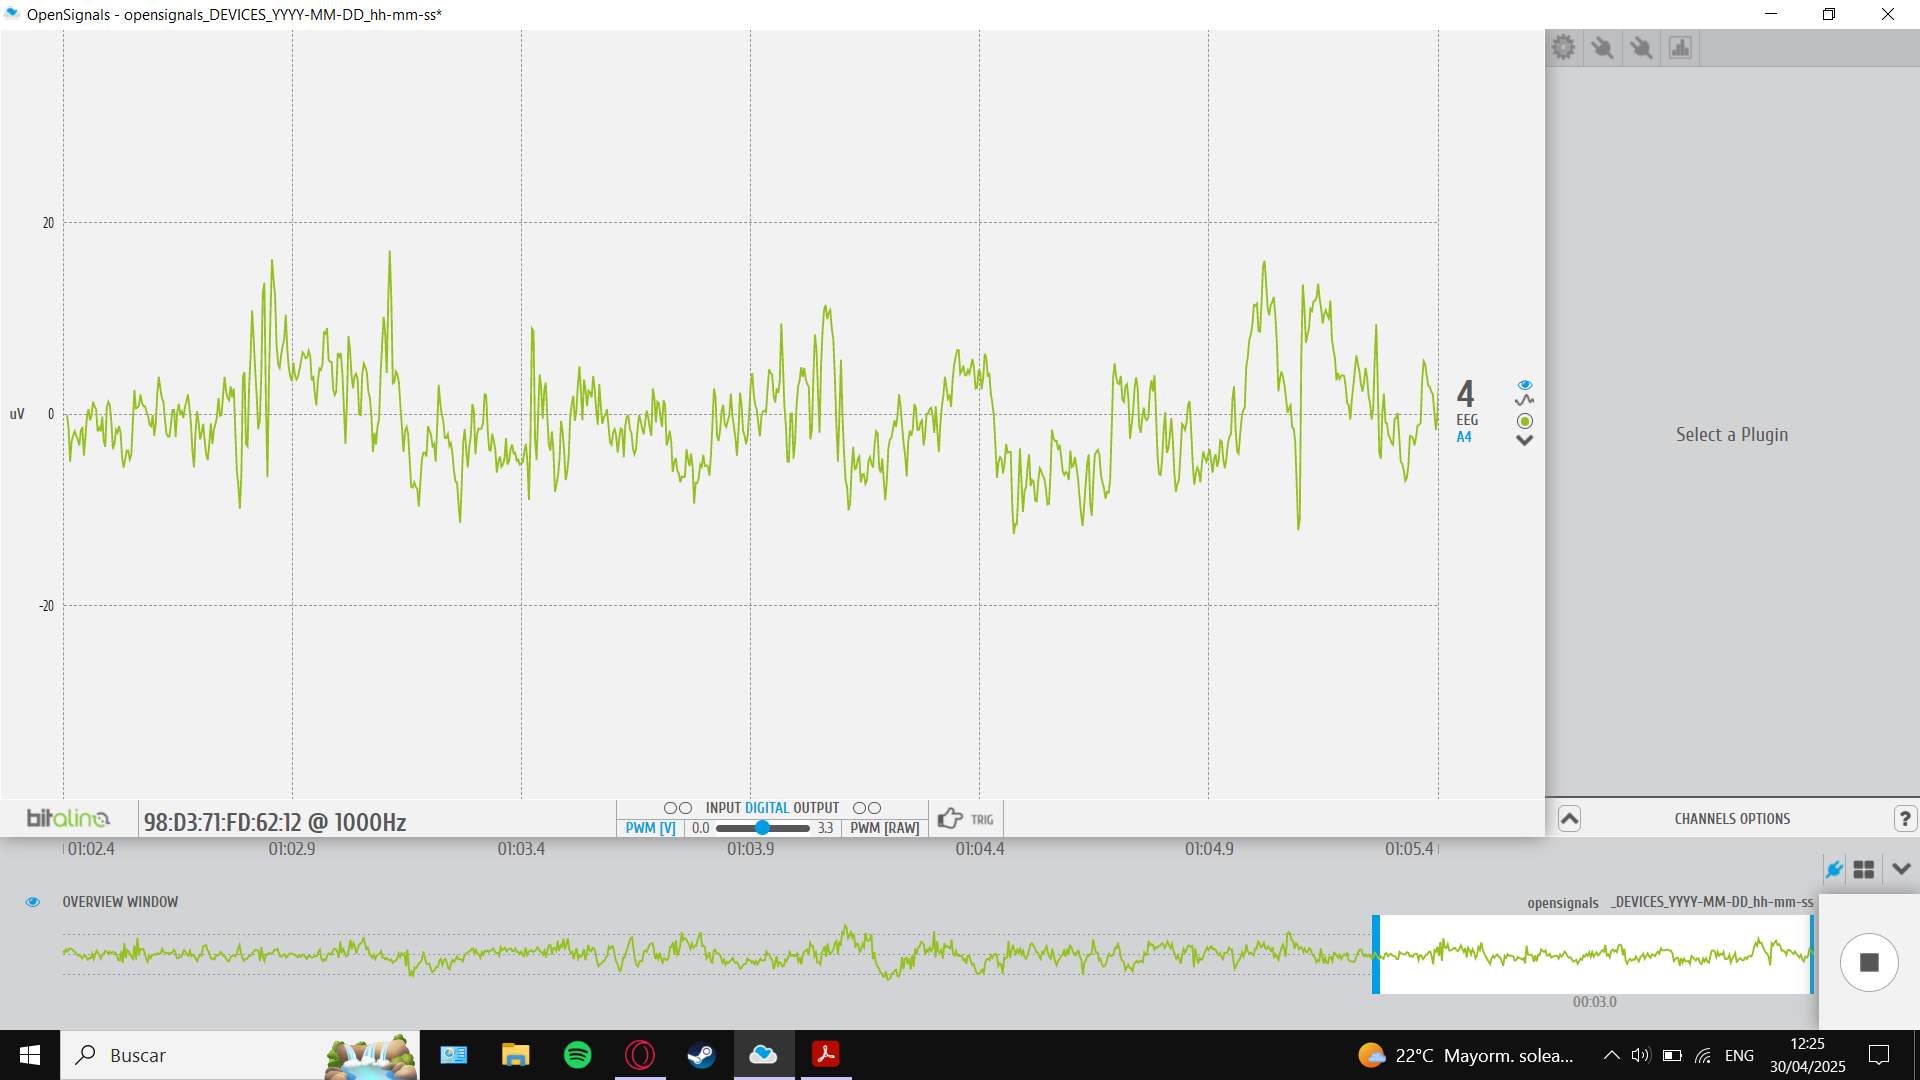 OpenSignals - opensignals_DEVICES_YYYY-MM-DD_hh-mm-ss*
20
uV 0
-20
4
EEG
A4
Select a Plugin
bitalino
98:D3:71:FD:62:12 @ 1000Hz
INPUT DIGITAL OUTPUT
PWM [V] 0.0 3.3 PWM [RAW]
TRIG
CHANNELS OPTIONS
?
01:02.4 01:02.9 01:03.4 01:03.9 01:04.4 01:04.9 01:05.4
OVERVIEW WINDOW
opensignals _DEVICES_YYYY-MM-DD_hh-mm-ss
00:03.0
Buscar
22°C Mayorm. solea...
ENG
12:25
30/04/2025